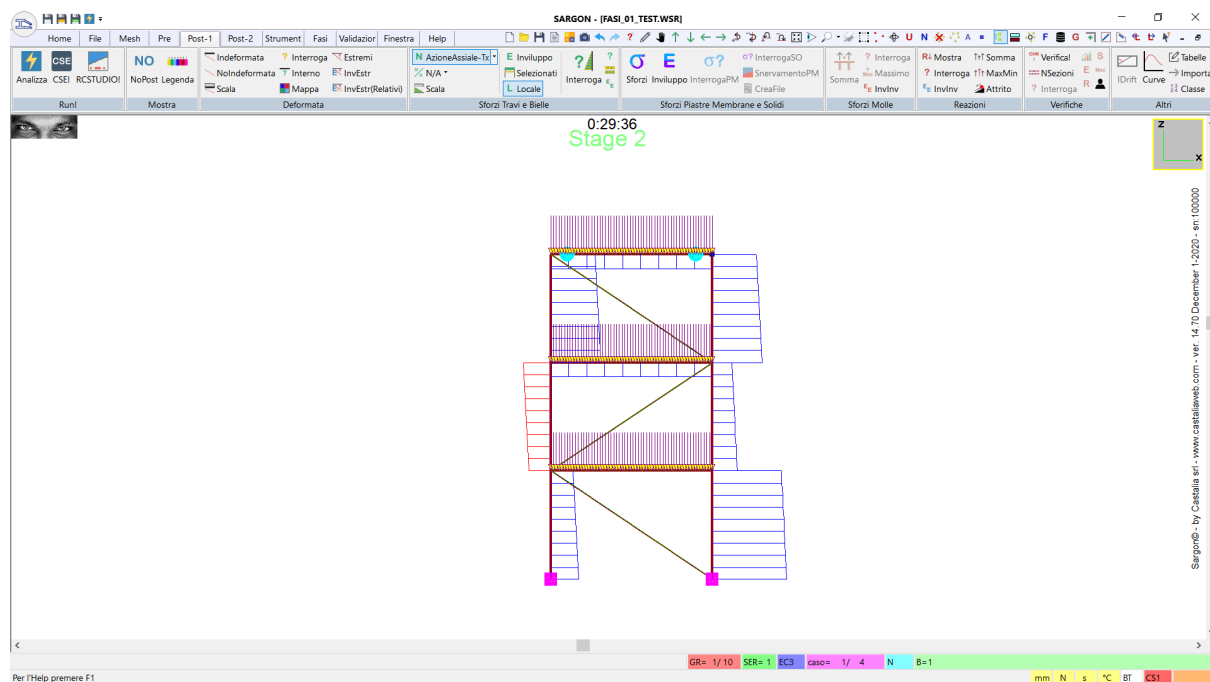 SARGON - [FASI_01_TEST.WSR]
Home File Mesh Pre Post-1 Post-2 Strument Fasi Validazior Finestra Help
Analizza CSE! RCSTUDIO!
Run!
NO
NoPost Legenda
Mostra
Indeformata ? Interroga Estremi
NoIndeformata Interno InvEstr
Scala Mappa InvEstr(Relativi)
Deformata
N AzioneAssiale-Tx E Inviluppo
N/A Selezionati
Scala L Locale
Interroga
Sforzi Travi e Bielle
Sforzi Inviluppo InterrogaPM
σ? InterrogaSO
SnervamentoPM
CreaFile
Sforzi Piastre Membrane e Solidi
Somma
? Interroga
Massimo
InvInv
Sforzi Molle
Mostra Somma
? Interroga MaxMin
InvInv Attrito
Reazioni
Verifical
NSezioni
? Interroga
Verifiche
IDrift Curve
Tabelle
Importa
Classe
Altri
0:29:36
Stage 2
Z
X
Sargon© - by Castalia srl - www.castaliaweb.com - ver. 14.70 December 1-2020 - sn:100000
GR= 1/ 10 SER= 1 EC3 caso= 1/ 4 N B=1
Per l'Help premere F1
mm N s °C BT CS1